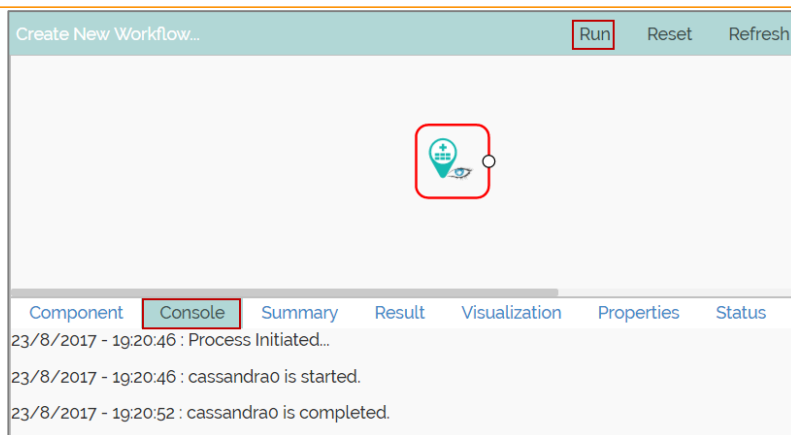 Create New Workflow... Run Reset Refresh
Component Console Summary Result Visualization Properties Status
23/8/2017 - 19:20:46 : Process Initiated...
23/8/2017 - 19:20:46 : cassandra0 is started.
23/8/2017 - 19:20:52 : cassandra0 is completed.